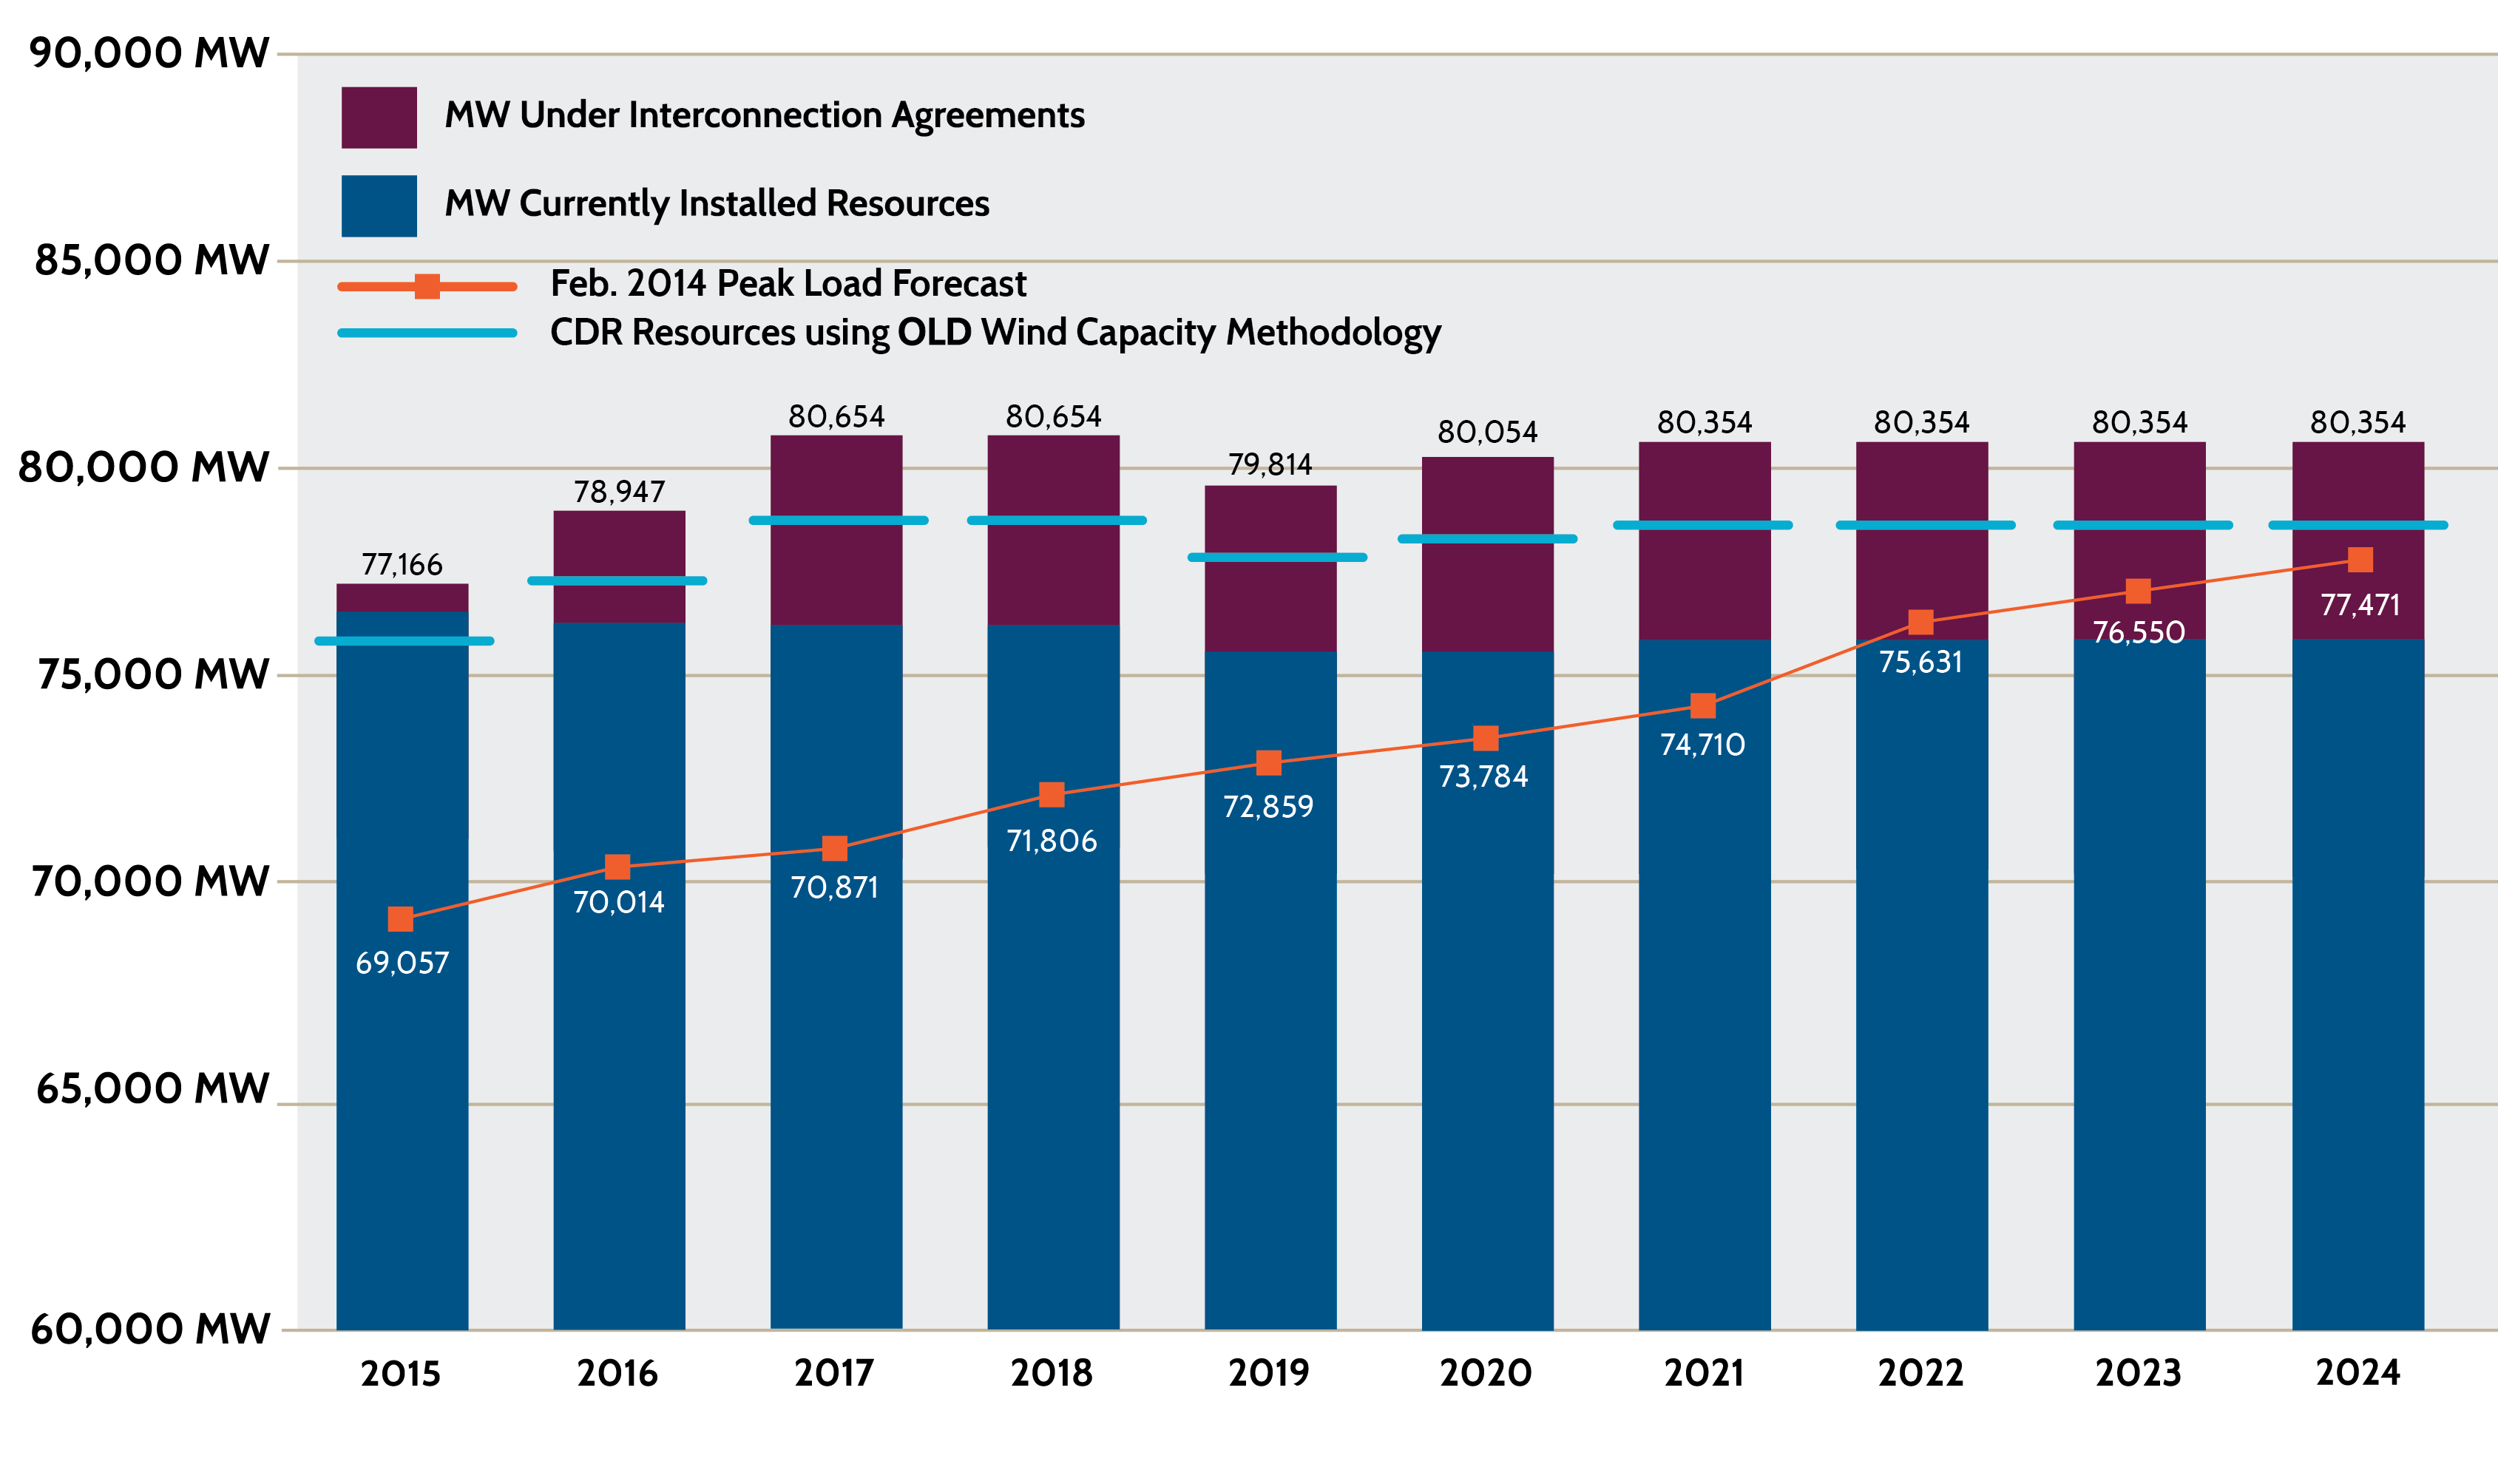 90,000 MW
MW Under Interconnection Agreements
MW Currently Installed Resources
85,000 MW
Feb. 2014 Peak Load Forecast
CDR Resources using OLD Wind Capacity Methodology
80,654
80,654
80,054
80,354
80,354
80,354
80,354
80,000 MW
79,814
78,947
77,166
77,471
76,550
75,631
75,000 MW
74,710
73,784
72,859
71,806
70,000 MW
70,871
70,014
69,057
65,000 MW
60,000 MW
2015 2016 2017 2018 2019 2020 2021 2022 2023 2024